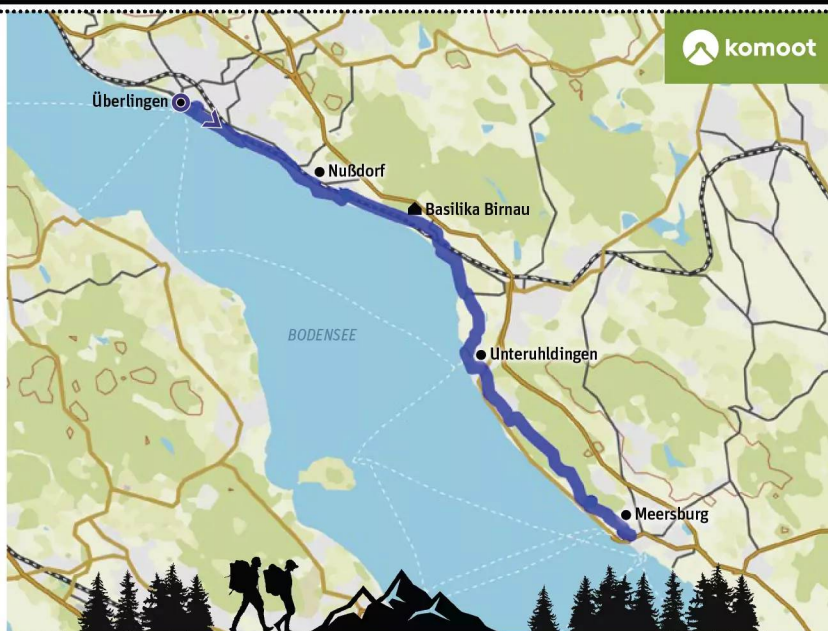 komoot
Überlingen
Nußdorf
Basilika Birnau
BODENSEE
Unteruhldingen
Meersburg